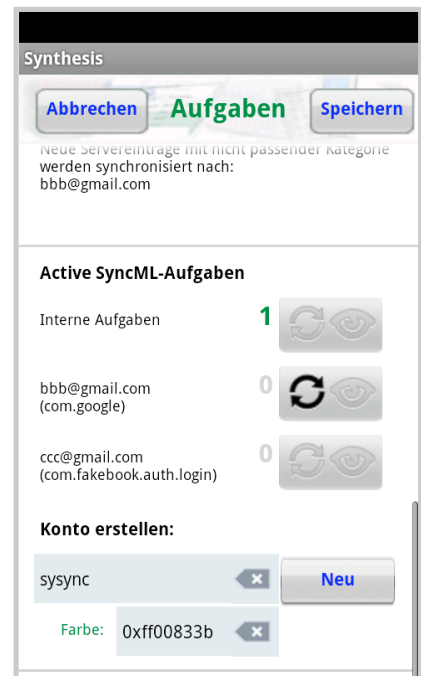 Synthesis
Abbrechen Aufgaben Speichern
Neue Servereinträge mit nicht passender Kategorie
werden synchronisiert nach:
bbb@gmail.com
Active SyncML-Aufgaben
Interne Aufgaben 1
bbb@gmail.com 0
(com.google)
ccc@gmail.com 0
(com.fakebook.auth.login)
Konto erstellen:
sysync Neu
Farbe: 0xff00833b